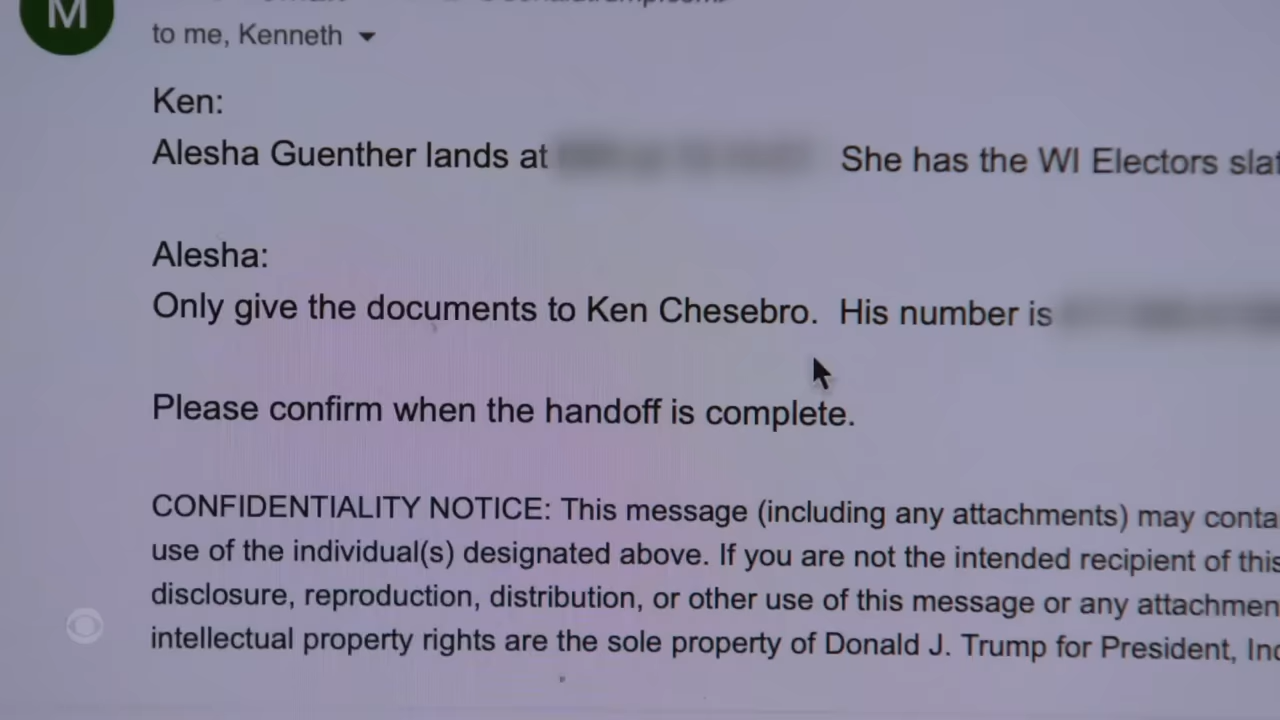 M
to me, Kenneth
Ken:
Alesha Guenther lands at She has the WI Electors
Alesha:
Only give the documents to Ken Chesebro. His number is
Please confirm when the handoff is complete.
CONFIDENTIALITY NOTICE: This message (including any attachments) may
use of the individual(s) designated above. If you are not the intended recipient of this
disclosure, reproduction, distribution, or other use of this message or any
intellectual property rights are the sole property of Donald J. Trump for President,